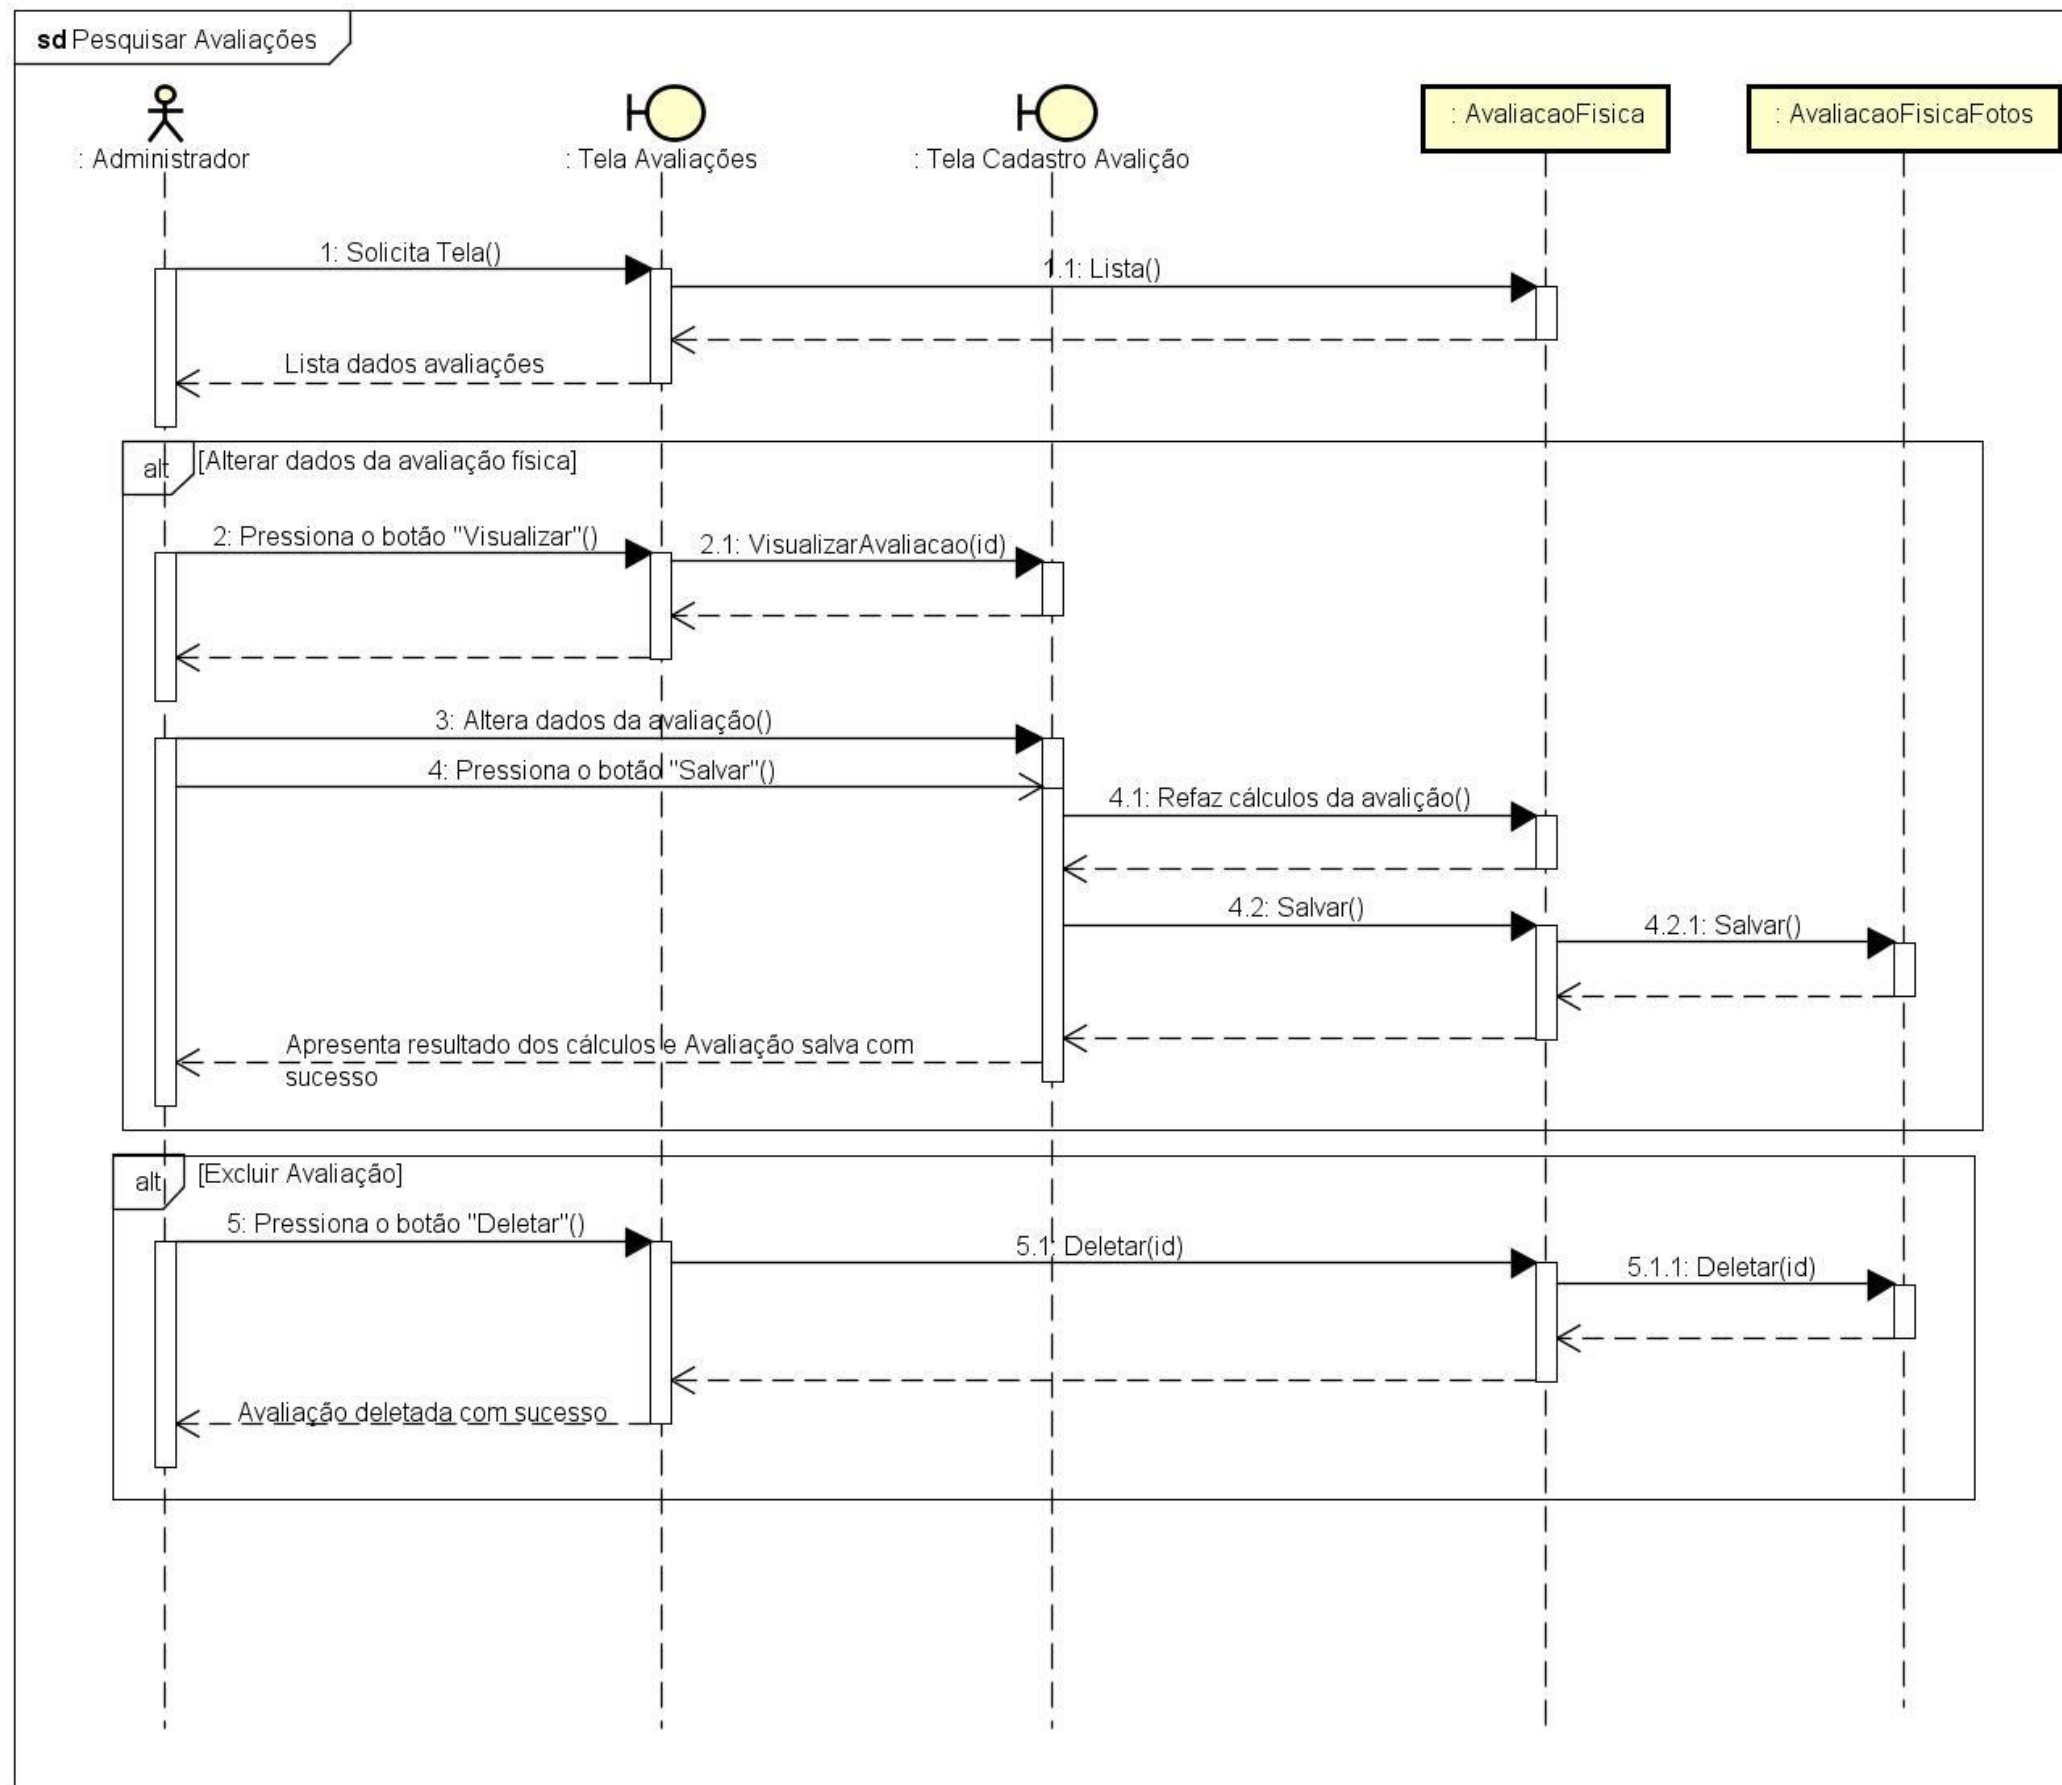 sd Pesquisar Avaliações
: Administrador
: Tela Avaliações
: Tela Cadastro Avalição
: AvaliacaoFisica
: AvaliacaoFisicaFotos
1: Solicita Tela()
1.1: Lista()
Lista dados avaliações
alt
[Alterar dados da avaliação física]
2: Pressiona o botão "Visualizar"()
2.1: VisualizarAvaliacao(id)
3: Altera dados da avaliação()
4: Pressiona o botão "Salvar"()
4.1: Refaz cálculos da avalição()
4.2: Salvar()
4.2.1: Salvar()
Apresenta resultado dos cálculos e Avaliação salva com
sucesso
alt
[Excluir Avaliação]
5: Pressiona o botão "Deletar"()
5.1: Deletar(id)
5.1.1: Deletar(id)
Avaliação deletada com sucesso